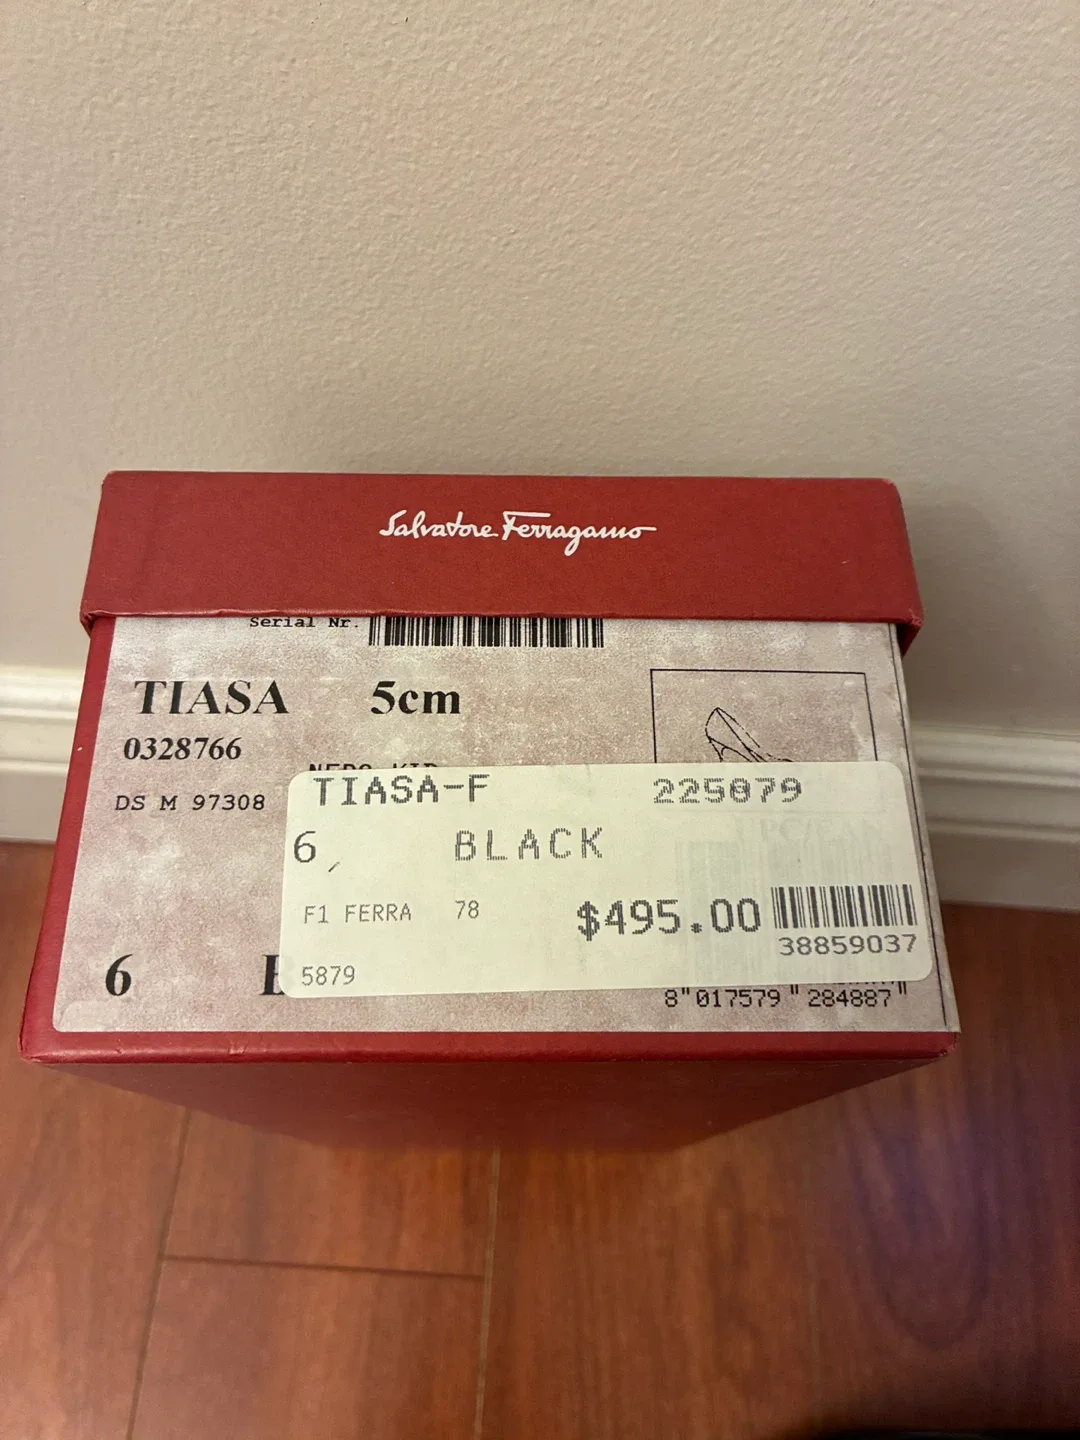 Salvatore Ferragamo
Serial Nr.
TIASA 5cm
0328766
DS M 97308
TIASA-F 225879
6, BLACK
F1 FERRA 78 $495.00
38859037
5879
6
8"017579"284887"